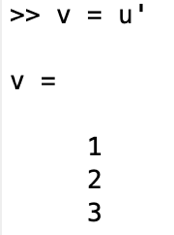 >> v = u'
v =
1
2
3